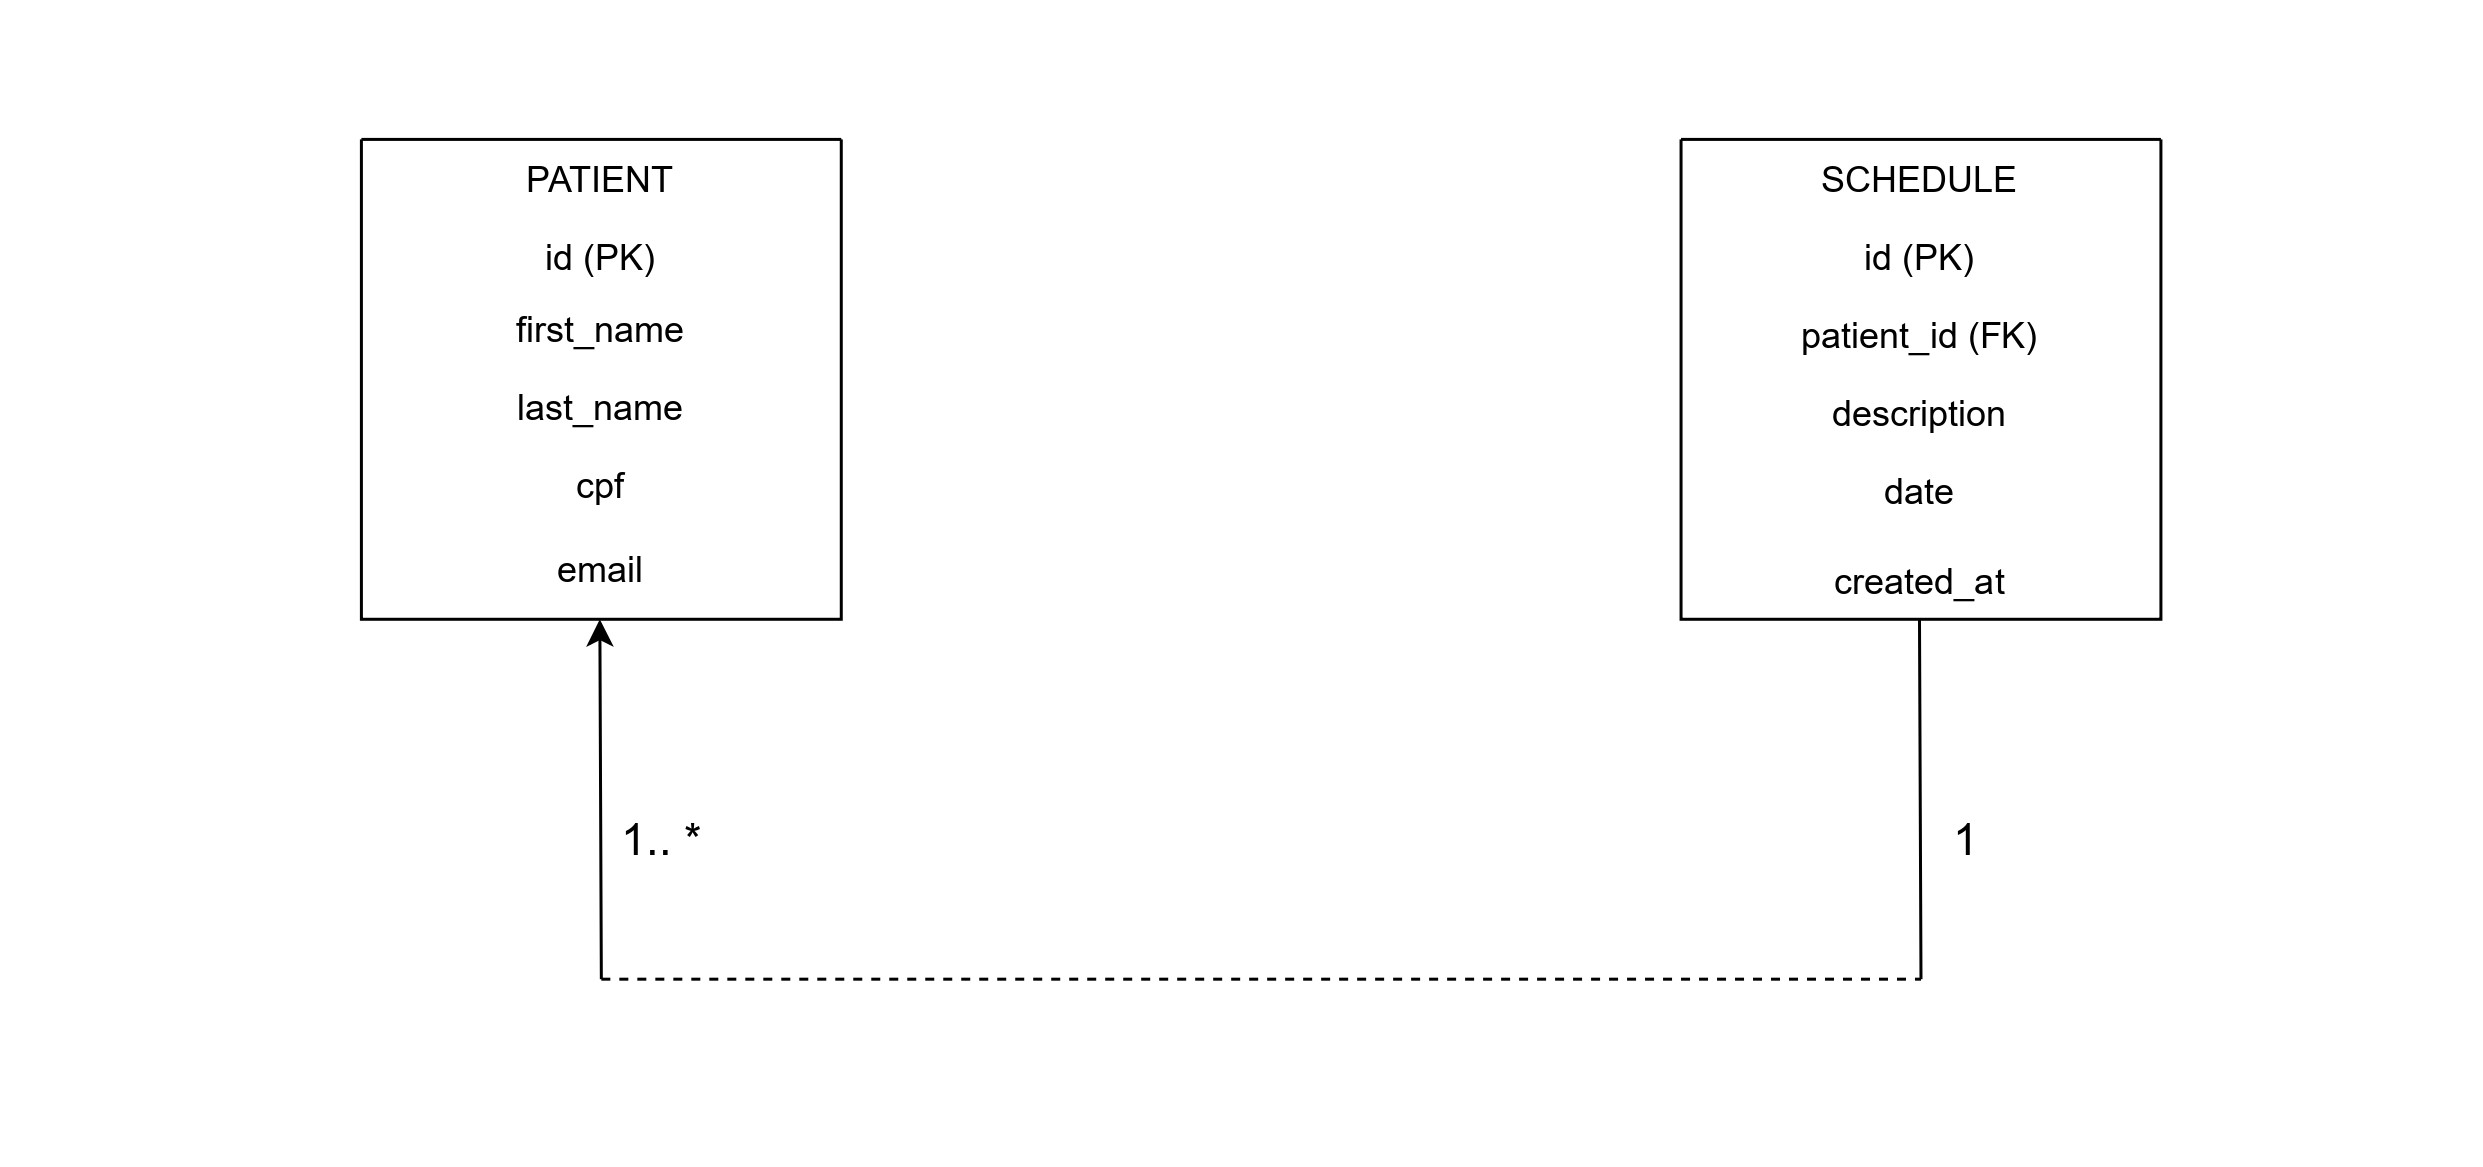 PATIENT
id (PK)
first_name
last_name
cpf
email
SCHEDULE
id (PK)
patient_id (FK)
description
date
created_at
1.. *
1